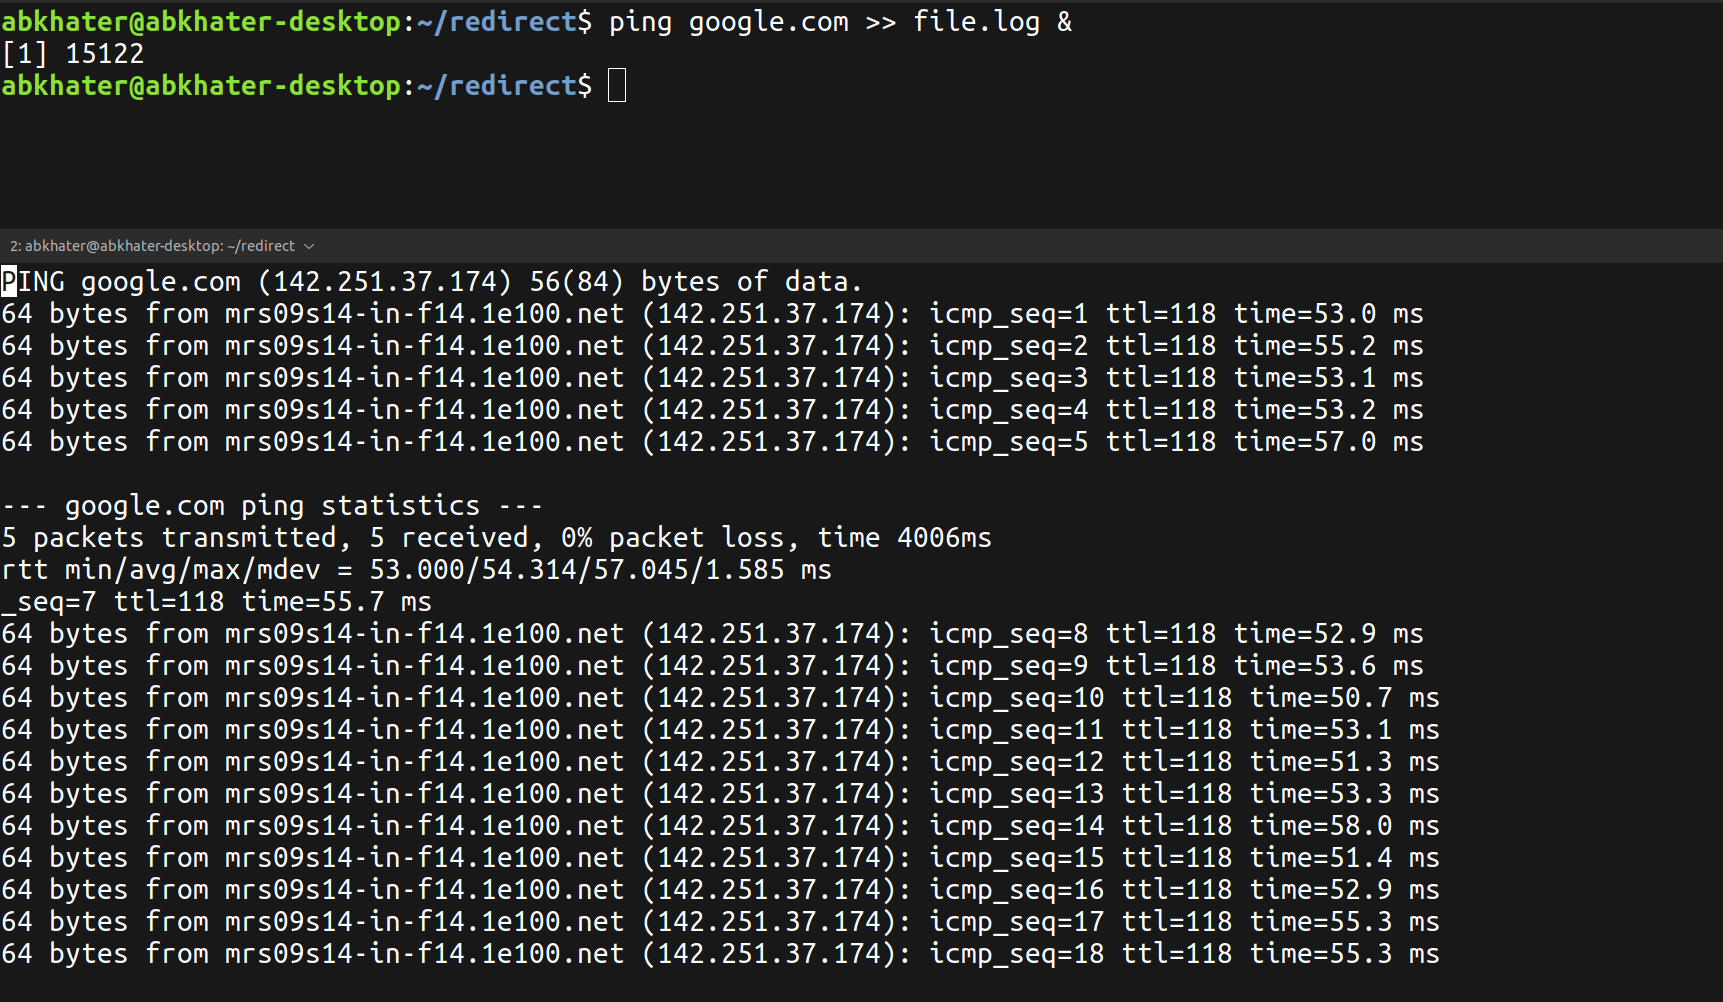 abkhater@abkhater-desktop:~/redirect$ ping google.com >> file.log &
[1] 15122
abkhater@abkhater-desktop:~/redirect$
2: abkhater@abkhater-desktop: ~/redirect
PING google.com (142.251.37.174) 56(84) bytes of data.
64 bytes from mrs09s14-in-f14.1e100.net (142.251.37.174): icmp_seq=1 ttl=118 time=53.0 ms
64 bytes from mrs09s14-in-f14.1e100.net (142.251.37.174): icmp_seq=2 ttl=118 time=55.2 ms
64 bytes from mrs09s14-in-f14.1e100.net (142.251.37.174): icmp_seq=3 ttl=118 time=53.1 ms
64 bytes from mrs09s14-in-f14.1e100.net (142.251.37.174): icmp_seq=4 ttl=118 time=53.2 ms
64 bytes from mrs09s14-in-f14.1e100.net (142.251.37.174): icmp_seq=5 ttl=118 time=57.0 ms

--- google.com ping statistics ---
5 packets transmitted, 5 received, 0% packet loss, time 4006ms
rtt min/avg/max/mdev = 53.000/54.314/57.045/1.585 ms
_seq=7 ttl=118 time=55.7 ms
64 bytes from mrs09s14-in-f14.1e100.net (142.251.37.174): icmp_seq=8 ttl=118 time=52.9 ms
64 bytes from mrs09s14-in-f14.1e100.net (142.251.37.174): icmp_seq=9 ttl=118 time=53.6 ms
64 bytes from mrs09s14-in-f14.1e100.net (142.251.37.174): icmp_seq=10 ttl=118 time=50.7 ms
64 bytes from mrs09s14-in-f14.1e100.net (142.251.37.174): icmp_seq=11 ttl=118 time=53.1 ms
64 bytes from mrs09s14-in-f14.1e100.net (142.251.37.174): icmp_seq=12 ttl=118 time=51.3 ms
64 bytes from mrs09s14-in-f14.1e100.net (142.251.37.174): icmp_seq=13 ttl=118 time=53.3 ms
64 bytes from mrs09s14-in-f14.1e100.net (142.251.37.174): icmp_seq=14 ttl=118 time=58.0 ms
64 bytes from mrs09s14-in-f14.1e100.net (142.251.37.174): icmp_seq=15 ttl=118 time=51.4 ms
64 bytes from mrs09s14-in-f14.1e100.net (142.251.37.174): icmp_seq=16 ttl=118 time=52.9 ms
64 bytes from mrs09s14-in-f14.1e100.net (142.251.37.174): icmp_seq=17 ttl=118 time=55.3 ms
64 bytes from mrs09s14-in-f14.1e100.net (142.251.37.174): icmp_seq=18 ttl=118 time=55.3 ms